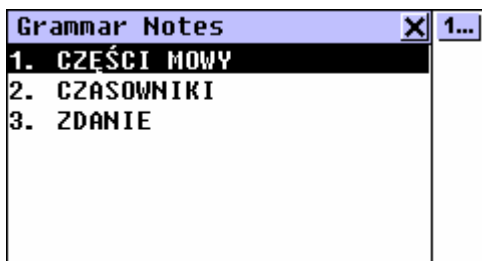 Grammar Notes 1...
1. CZĘŚCI MOWY
2. CZASOWNIKI
3. ZDANIE